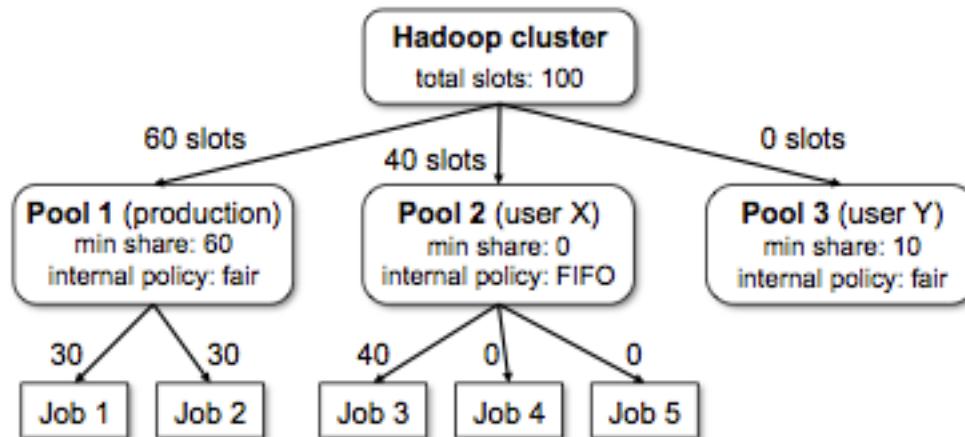 Hadoop cluster
total slots: 100
60 slots
40 slots
0 slots
Pool 1 (production)
min share: 60
internal policy: fair
Pool 2 (user X)
min share: 0
internal policy: FIFO
Pool 3 (user Y)
min share: 10
internal policy: fair
30
30
40
0
0
Job 1
Job 2
Job 3
Job 4
Job 5